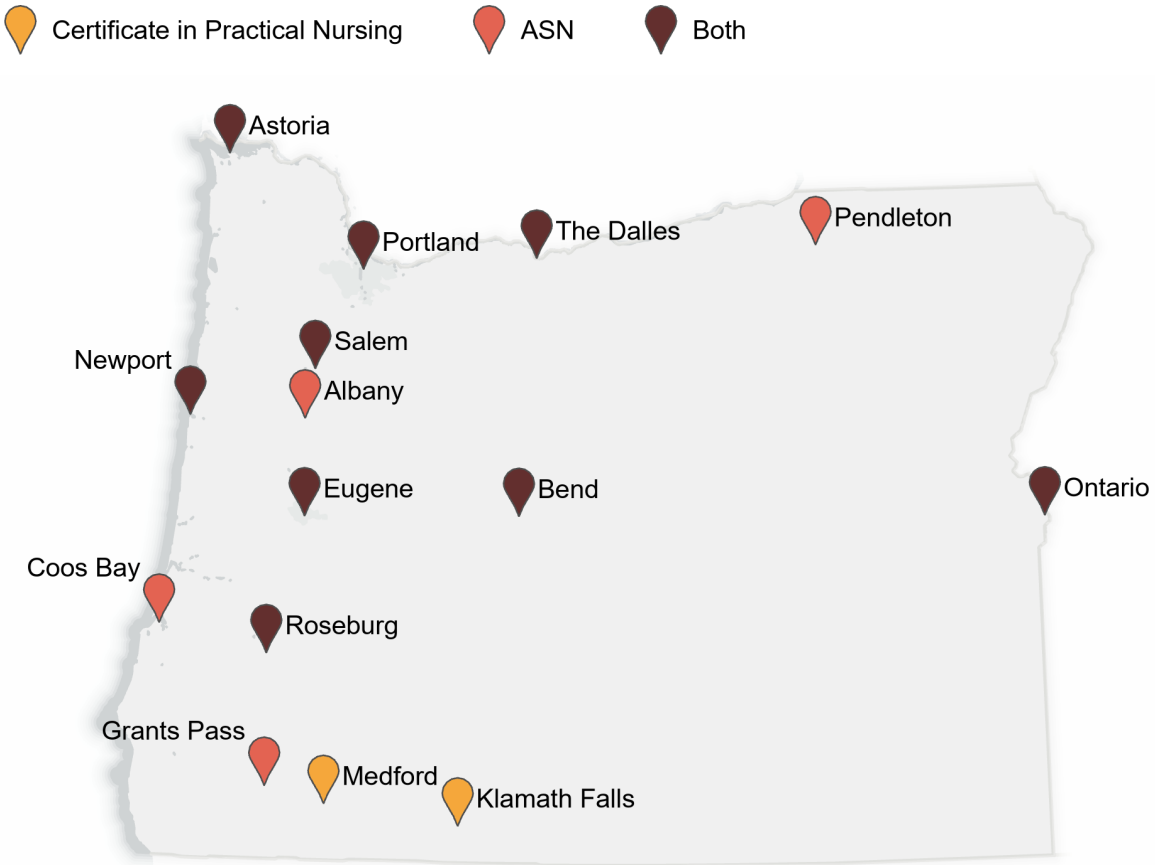 Certificate in Practical Nursing
ASN
Both
Astoria
Portland
The Dalles
Pendleton
Salem
Newport
Albany
Eugene
Bend
Ontario
Coos Bay
Roseburg
Grants Pass
Medford
Klamath Falls